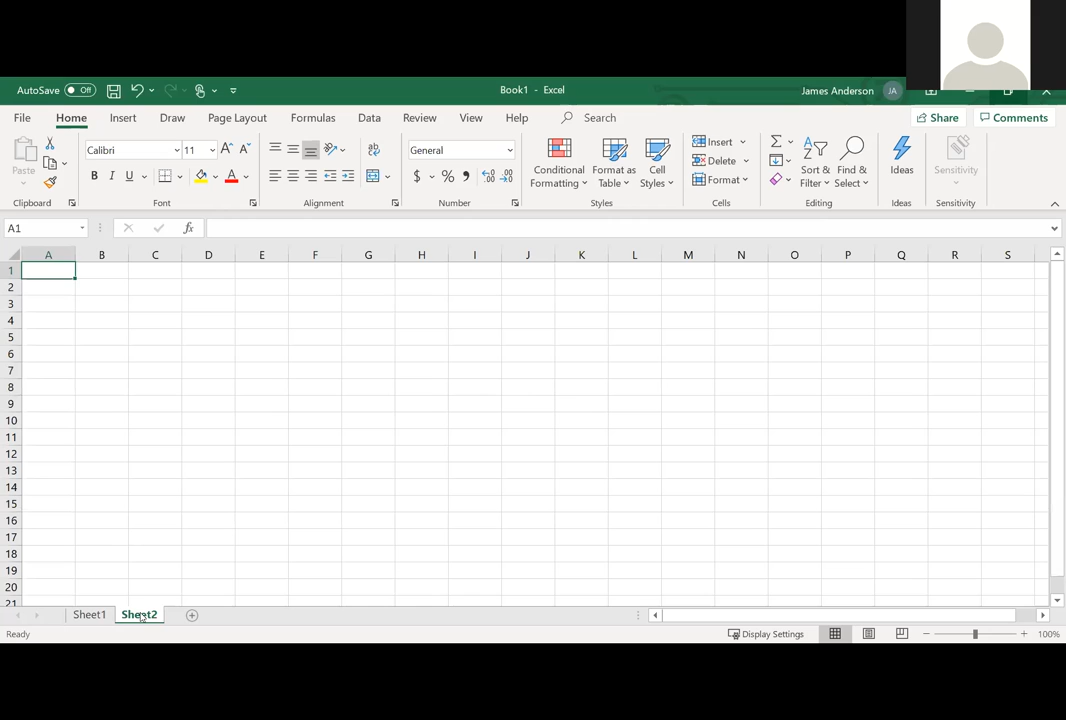 AutoSave Off Book1 - Excel James Anderson JA
File Home Insert Draw Page Layout Formulas Data Review View Help Search Share Comments
Paste Calibri 11 A A General Conditional Formatting Format as Table Cell Styles Insert Delete Format Sort & Filter Find & Select Ideas Sensitivity
B I U A ab $ % 9 .00
Clipboard Font Alignment Number Styles Cells Editing Ideas Sensitivity
A1 fx
A B C D E F G H I J K L M N O P Q R S
1
2
3
4
5
6
7
8
9
10
11
12
13
14
15
16
17
18
19
20
21
Sheet1 Sheet2
Ready Display Settings 100%